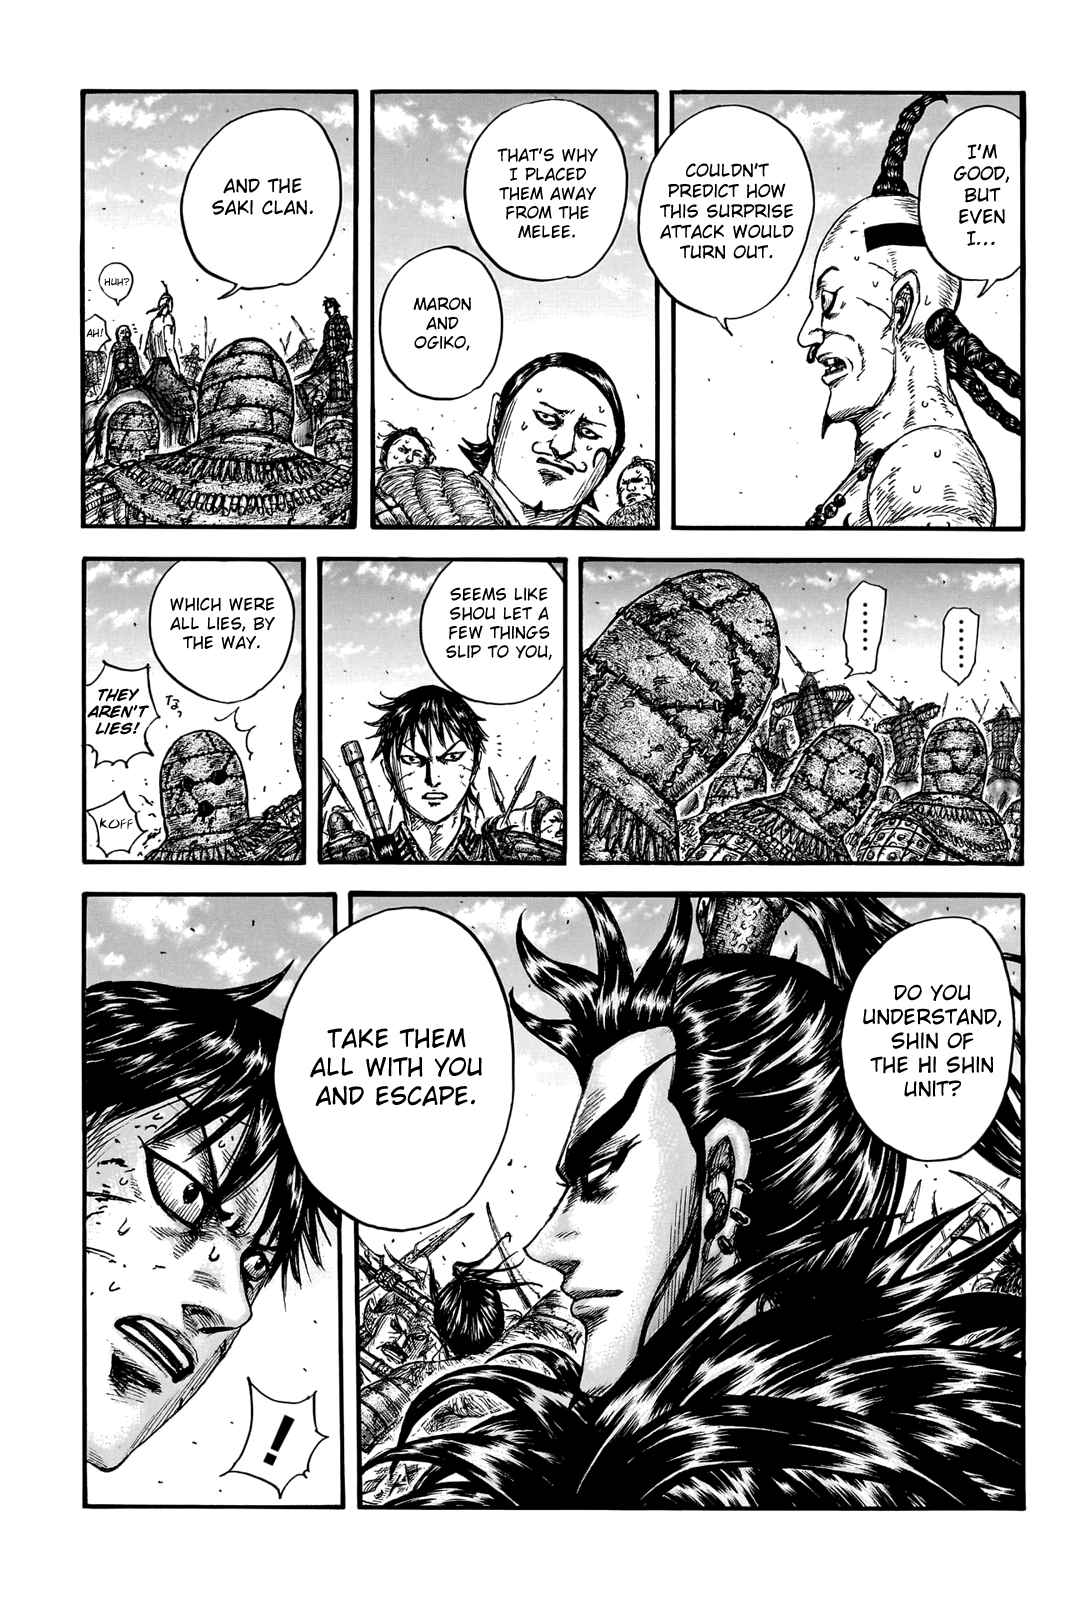 I'M
GOOD,
BUT
EVEN
I...
COULDN'T
PREDICT HOW
THIS SURPRISE
ATTACK WOULD
TURN OUT.
THAT'S WHY
I PLACED
THEM AWAY
FROM THE
MELEE.
MARON
AND
OGIKO,
AND THE
SAKI CLAN.
HUH?
AH!
SEEMS LIKE
SHOU LET A
FEW THINGS
SLIP TO YOU,
WHICH WERE
ALL LIES, BY
THE WAY.
THEY
AREN'T
LIES!
KOFF
DO YOU
UNDERSTAND,
SHIN OF
THE HI SHIN
UNIT?
TAKE THEM
ALL WITH YOU
AND ESCAPE.
!